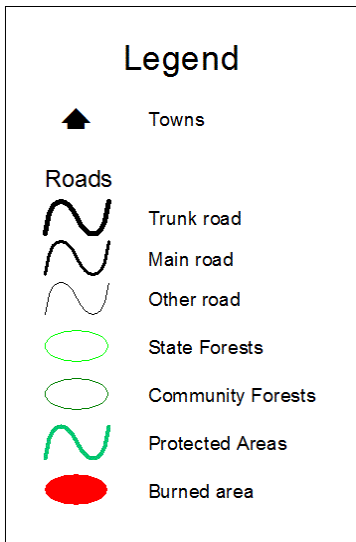 Legend
Towns
Roads
Trunk road
Main road
Other road
State Forests
Community Forests
Protected Areas
Burned area